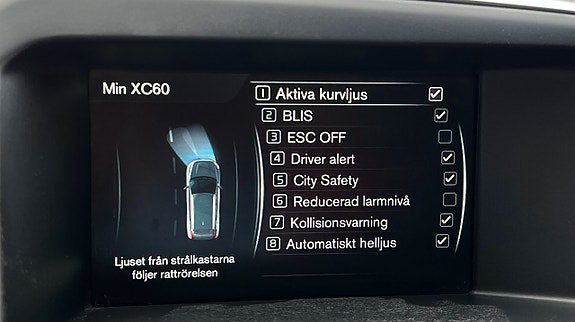 Min XC60
1 Aktiva kurvljus
2 BLIS
3 ESC OFF
4 Driver alert
5 City Safety
6 Reducerad larmnivå
7 Kollisionsvarning
8 Automatiskt helljus
Ljuset från strålkastarna
följer rattrörelsen